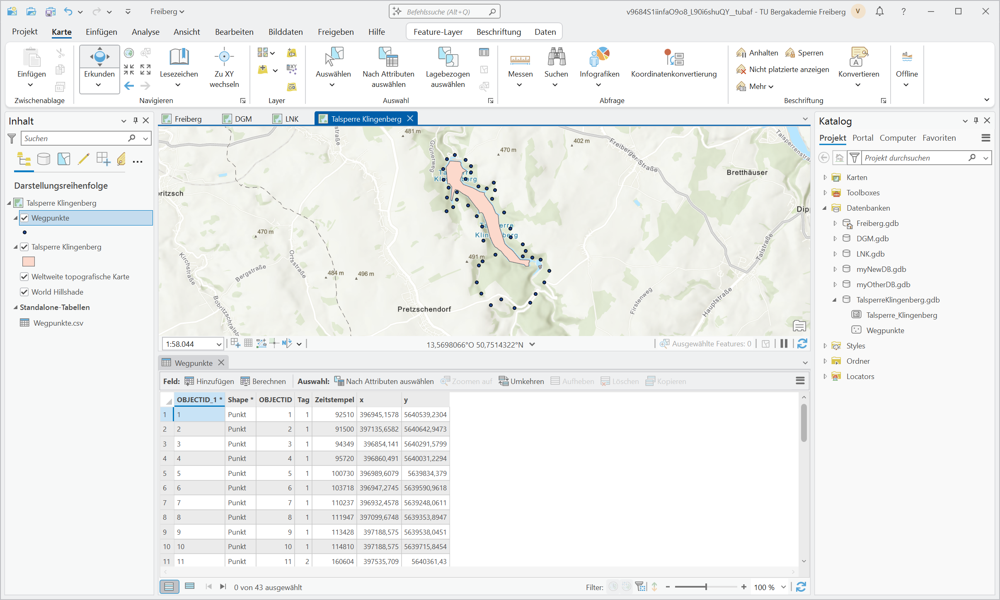 Freiberg
Befehlssuche (Alt+Q)
v9684S1iinfaO9o8_L90i6shuQY__tubaf - TU Bergakademie Freiberg
V
Projekt Karte Einfügen Analyse Ansicht Bearbeiten Bilddaten Freigeben Hilfe Feature-Layer Beschriftung Daten
Einfügen
Zwischenablage
Erkunden
Lesezeichen
Zu XY
wechseln
Navigieren
Layer
Auswählen
Nach Attributen
auswählen
Lagebezogen
auswählen
Auswahl
Messen
Suchen
Infografiken
Koordinatenkonvertierung
Abfrage
Anhalten
Sperren
Nicht platzierte anzeigen
Mehr
Konvertieren
Beschriftung
Offline
Inhalt
Suchen
Darstellungsreihenfolge
Talsperre Klingenberg
Wegpunkte
Talsperre Klingenberg
Weltweite topografische Karte
World Hillshade
Standalone-Tabellen
Wegpunkte.csv
Freiberg
DGM
LNK
Talsperre Klingenberg
straße
481 m
Grünerweg
470 m
402 m
Freiberger Straße
Talsperrenstra
Bretthäuser
britzsch
Dipp
470 m
491 m
484 m
496 m
Kirchstraße
Bergstraße
Ortsstraße
Bobritzschtalstr
Pretzschendorf
Firstenweg
Hauptstraße
Talstraße
1:58.044
13,5698066°O 50,7514322°N
Ausgewählte Features: 0
Wegpunkte
Feld: Hinzufügen Berechnen Auswahl: Nach Attributen auswählen Zoomen auf Umkehren Aufheben Löschen Kopieren
OBJECTID_1 * Shape * OBJECTID Tag Zeitstempel x y
1 1 Punkt 1 1 92510 396945,1578 5640539,2304
2 2 Punkt 2 1 91500 397135,6582 5640642,9473
3 3 Punkt 3 1 94349 396854,141 5640291,5799
4 4 Punkt 4 1 95720 396860,491 5640031,2294
5 5 Punkt 5 1 100730 396989,6079 5639834,379
6 6 Punkt 6 1 103718 396947,2745 5639590,9618
7 7 Punkt 7 1 110237 396932,4578 5639248,0611
8 8 Punkt 8 1 111947 397099,6748 5639353,8947
9 9 Punkt 9 1 113428 397188,575 5639538,0451
10 10 Punkt 10 1 114810 397188,575 5639715,8454
11 11 Punkt 11 2 160604 397535,709 5640361,43
0 von 43 ausgewählt
Filter:
100 %
Katalog
Projekt Portal Computer Favoriten
Projekt durchsuchen
Karten
Toolboxes
Datenbanken
Freiberg.gdb
DGM.gdb
LNK.gdb
myNewDB.gdb
myOtherDB.gdb
TalsperreKlingenberg.gdb
Talsperre_Klingenberg
Wegpunkte
Styles
Ordner
Locators